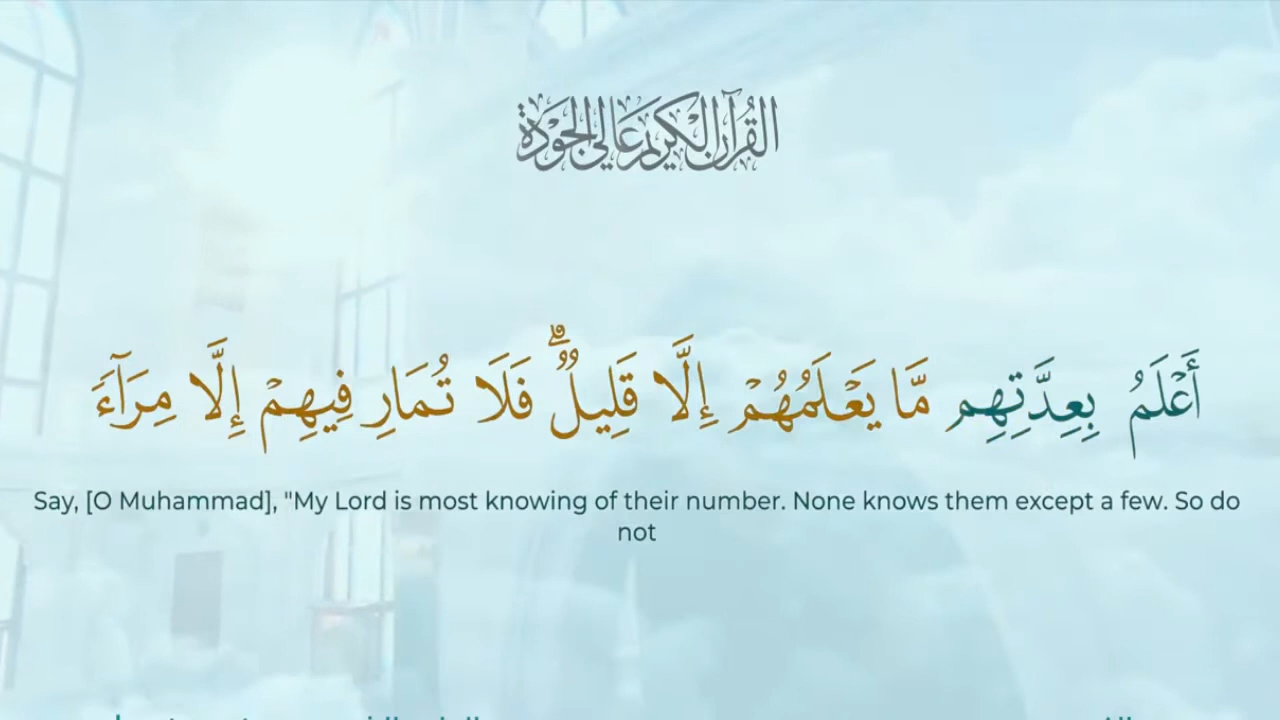 القرآن الكريم عالي الجودة
أَعْلَمُ بِعِدَّتِهِم مَّا يَعْلَمُهُمْ إِلَّا قَلِيلٌ ۗ فَلَا تُمَارِ فِيهِمْ إِلَّا مِرَآءً
Say, [O Muhammad], "My Lord is most knowing of their number. None knows them except a few. So do
not